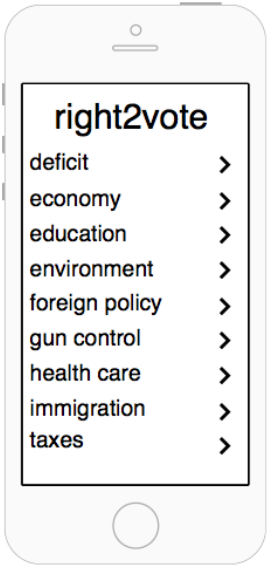 right2vote
deficit
economy
education
environment
foreign policy
gun control
health care
immigration
taxes